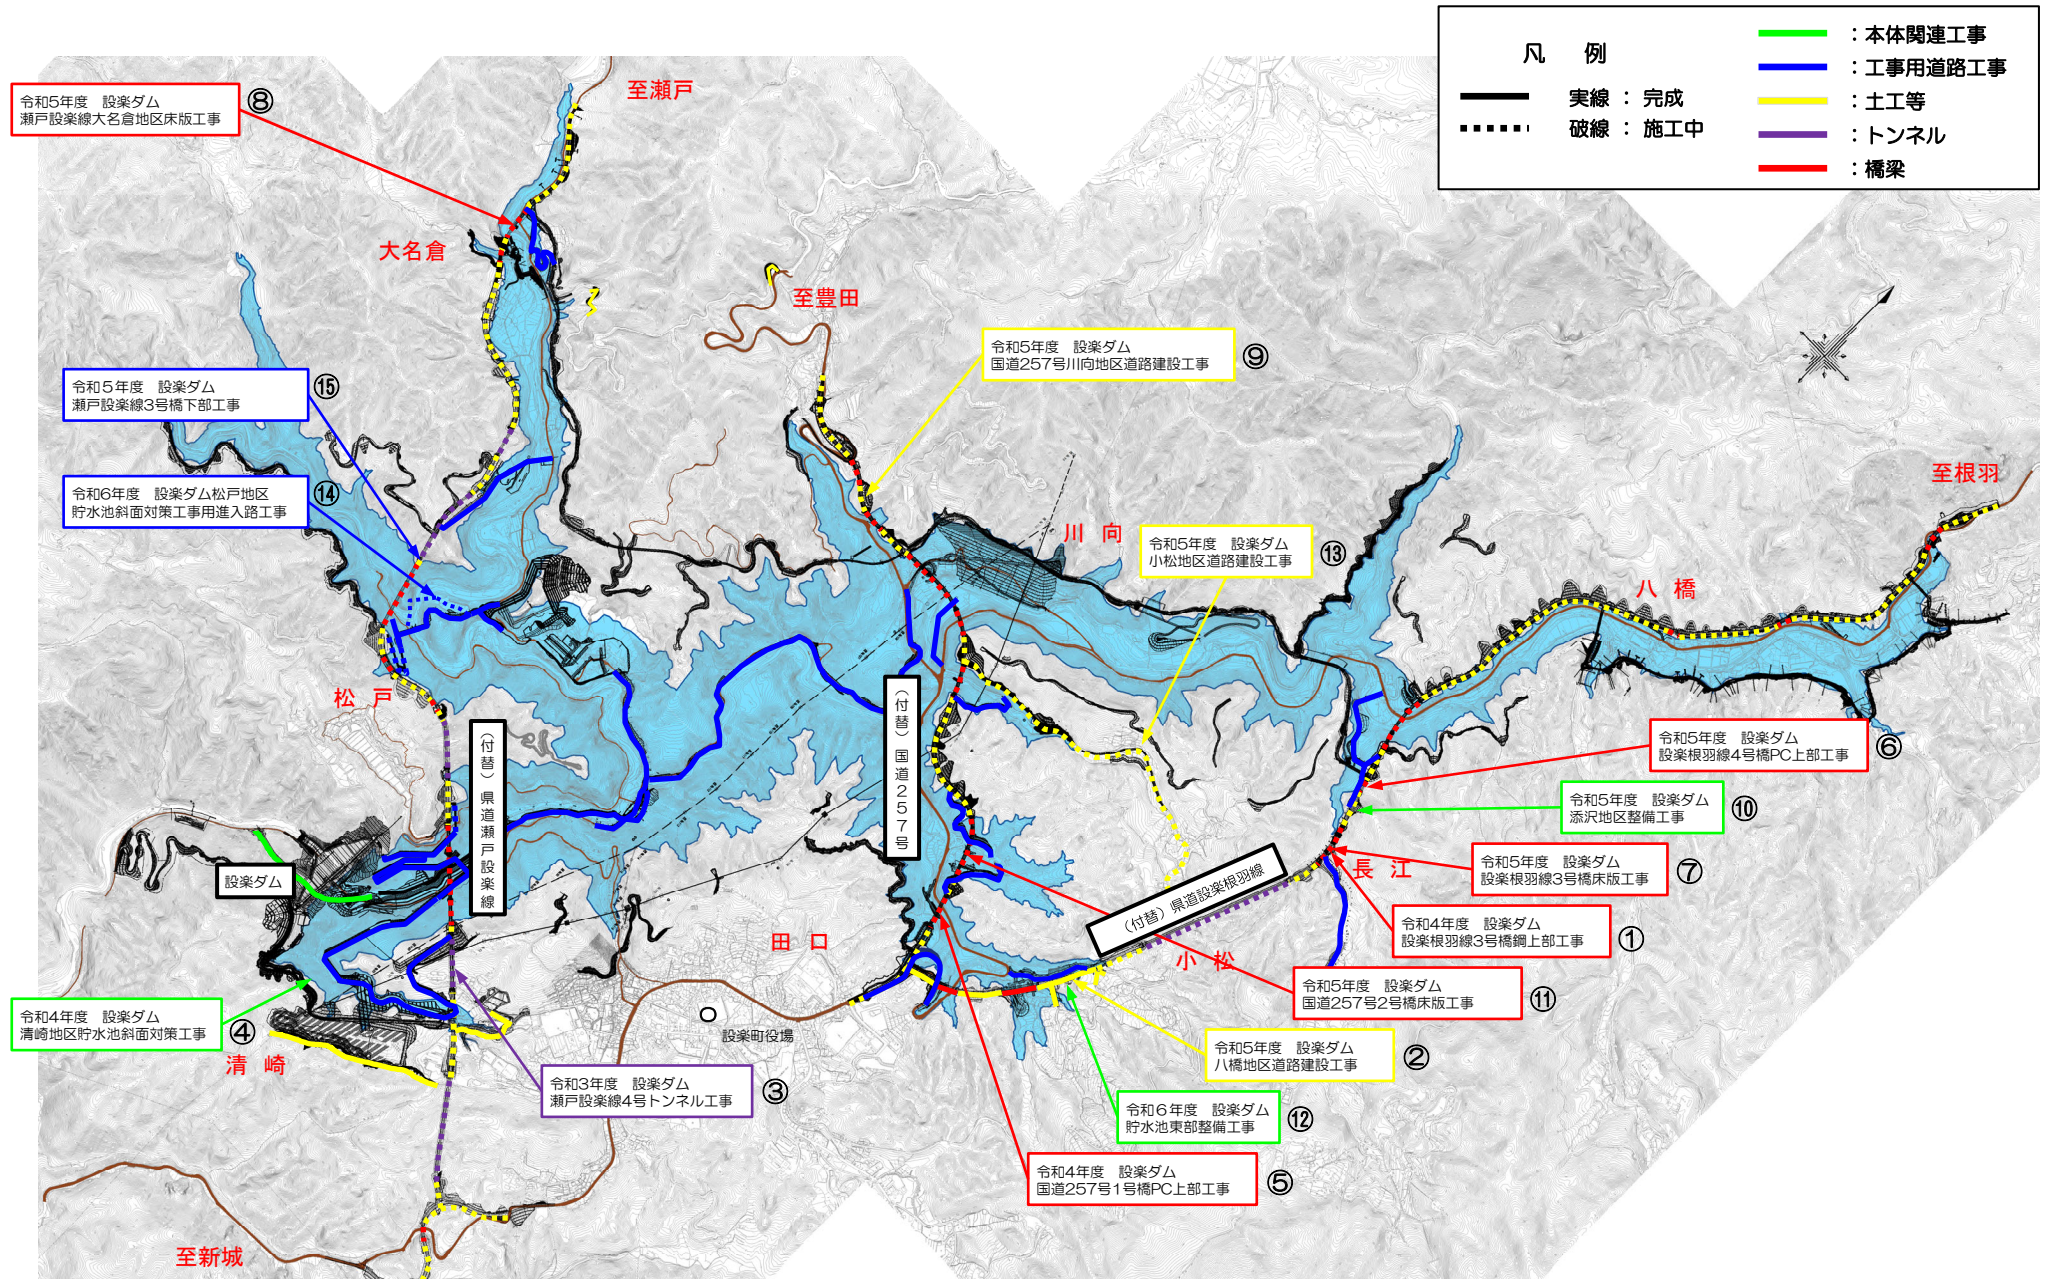 凡　例
実線 ： 完成
破線 ： 施工中
：本体関連工事
：工事用道路工事
：土工等
：トンネル
：橋梁
令和5年度　設楽ダム
瀬戸設楽線大名倉地区床版工事
⑧
至瀬戸
大名倉
至豊田
令和5年度　設楽ダム
国道257号川向地区道路建設工事
⑨
令和５年度　設楽ダム
瀬戸設楽線3号橋下部工事
⑮
令和6年度　設楽ダム松戸地区
貯水池斜面対策工事用進入路工事
⑭
至根羽
川 向
令和5年度　設楽ダム
小松地区道路建設工事
⑬
八 橋
松 戸
（付替）県道瀬戸設楽線
（付替）国道257号
令和5年度　設楽ダム
設楽根羽線4号橋PC上部工事
⑥
令和5年度　設楽ダム
添沢地区整備工事
⑩
設楽ダム
（付替）県道設楽根羽線
長 江
令和5年度　設楽ダム
設楽根羽線3号橋床版工事
⑦
令和4年度　設楽ダム
設楽根羽線3号橋鋼上部工事
①
田 口
小 松
令和5年度　設楽ダム
国道257号2号橋床版工事
⑪
令和4年度　設楽ダム
清崎地区貯水池斜面対策工事
④
清 崎
設楽町役場
令和5年度　設楽ダム
八橋地区道路建設工事
②
令和3年度　設楽ダム
瀬戸設楽線4号トンネル工事
③
令和６年度　設楽ダム
貯水池東部整備工事
⑫
令和4年度　設楽ダム
国道257号1号橋PC上部工事
⑤
至新城